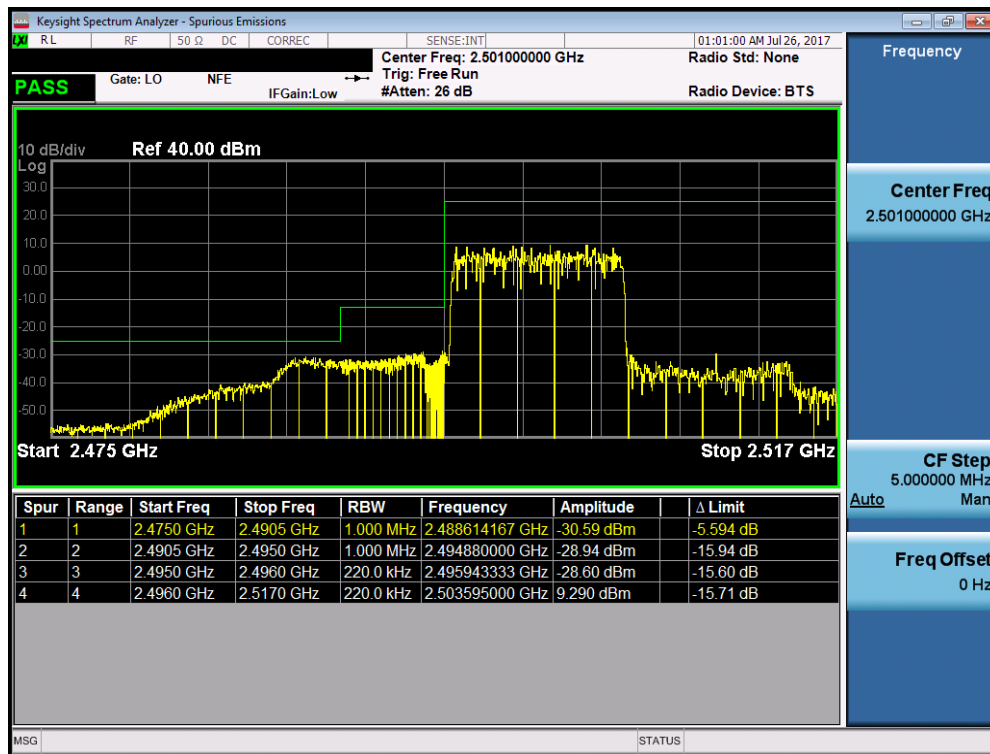 Keysight Spectrum Analyzer - Spurious Emissions
LXI RL RF 50 Ω DC CORREC SENSE:INT 01:01:00 AM Jul 26, 2017
Center Freq: 2.501000000 GHz Radio Std: None
Gate: LO NFE Trig: Free Run
PASS IFGain:Low #Atten: 26 dB Radio Device: BTS
10 dB/div Ref 40.00 dBm
Log
30.0
20.0
10.0
0.00
-10.0
-20.0
-30.0
-40.0
-50.0
Start 2.475 GHz Stop 2.517 GHz
Spur Range Start Freq Stop Freq RBW Frequency Amplitude Δ Limit
1 1 2.4750 GHz 2.4905 GHz 1.000 MHz 2.488614167 GHz -30.59 dBm -5.594 dB
2 2 2.4905 GHz 2.4950 GHz 1.000 MHz 2.494880000 GHz -28.94 dBm -15.94 dB
3 3 2.4950 GHz 2.4960 GHz 220.0 kHz 2.495943333 GHz -28.60 dBm -15.60 dB
4 4 2.4960 GHz 2.5170 GHz 220.0 kHz 2.503595000 GHz 9.290 dBm -15.71 dB
MSG STATUS
Frequency
Center Freq
2.501000000 GHz
CF Step
5.000000 MHz
Auto Man
Freq Offset
0 Hz